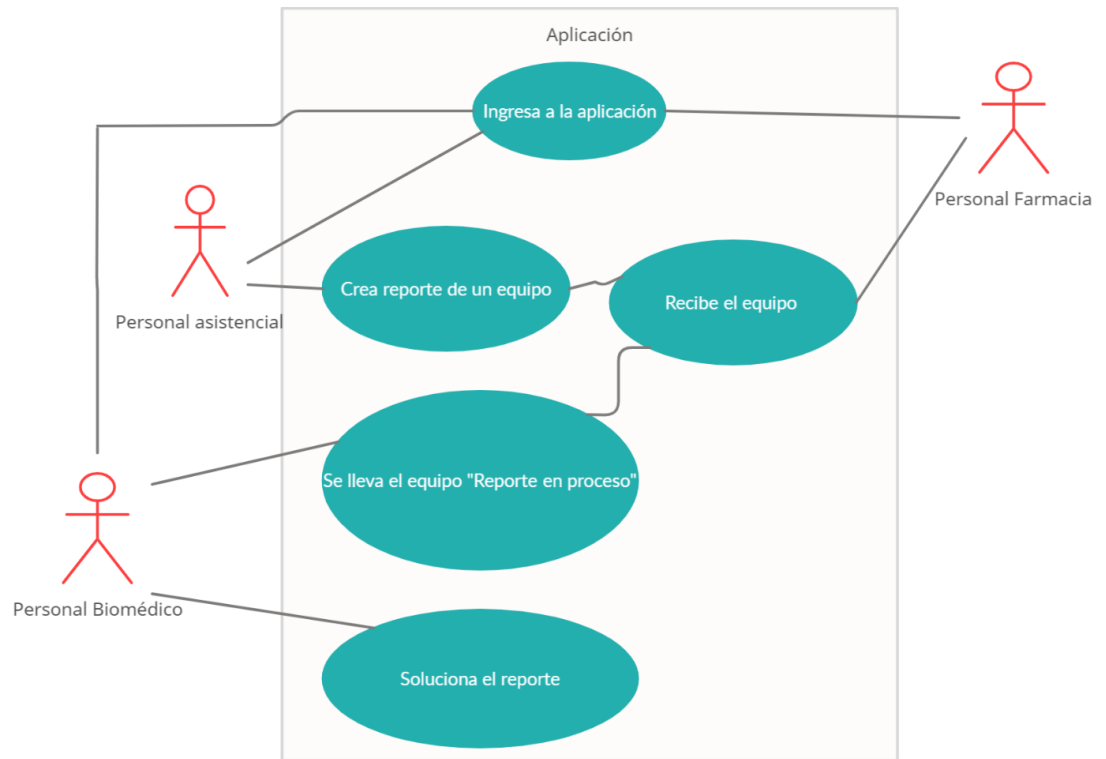 Aplicación
Ingresa a la aplicación
Personal Farmacia
Personal asistencial
Crea reporte de un equipo
Recibe el equipo
Se lleva el equipo "Reporte en proceso"
Personal Biomédico
Soluciona el reporte